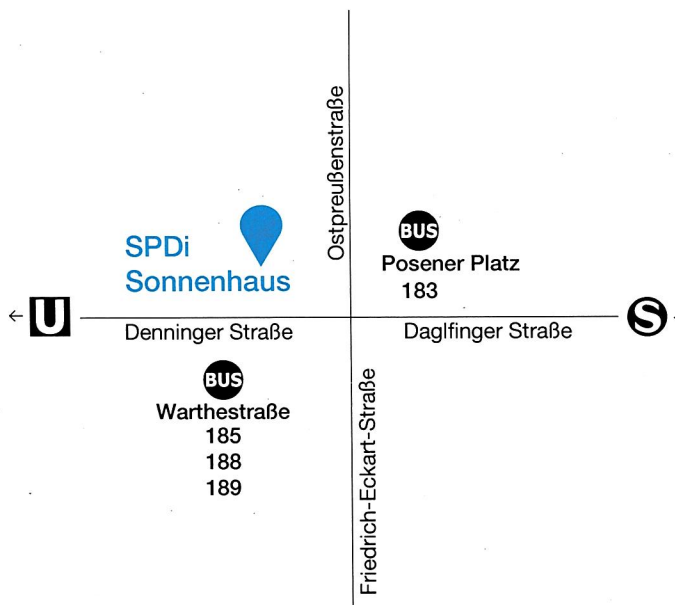 Ostpreußenstraße
SPDi
Sonnenhaus
BUS
Posener Platz
183
← U
Denninger Straße
Daglfinger Straße
S
BUS
Warthestraße
185
188
189
Friedrich-Eckart-Straße